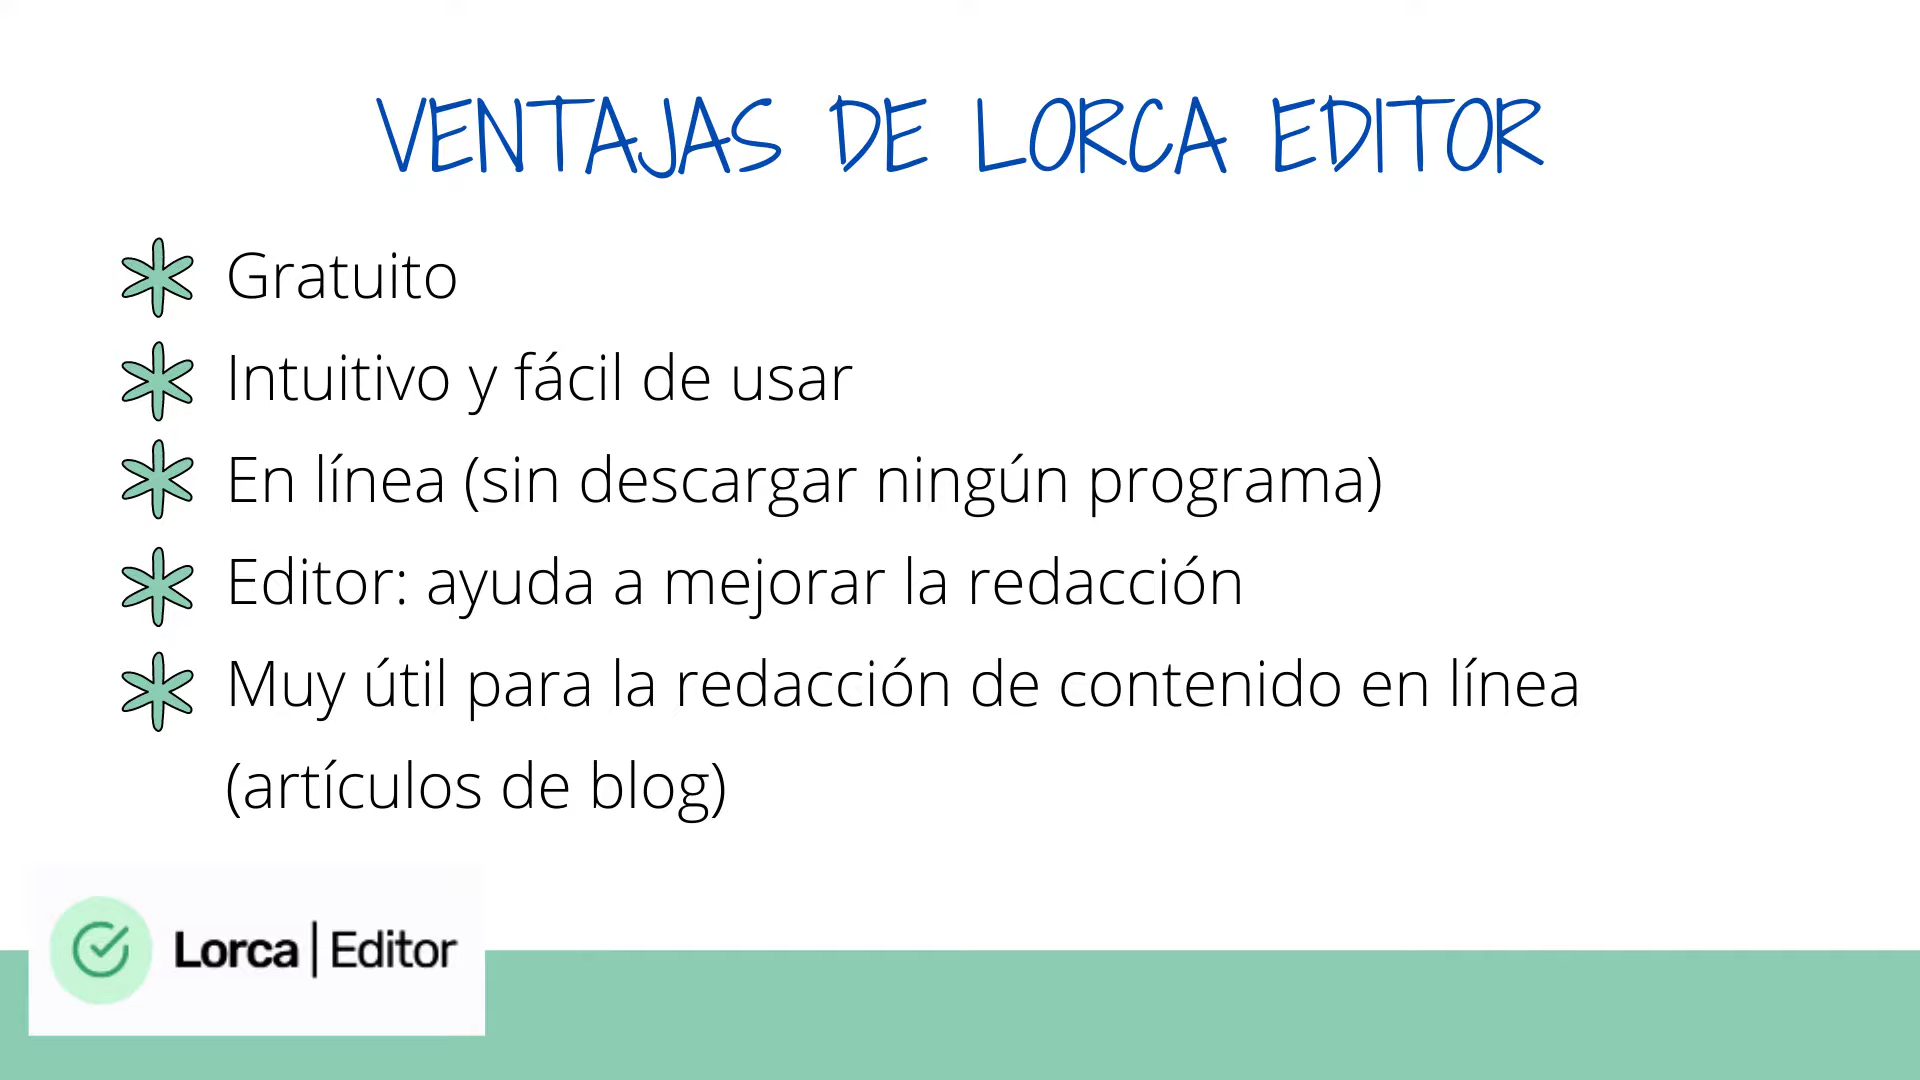 VENTAJAS DE LORCA EDITOR
Gratuito
Intuitivo y fácil de usar
En línea (sin descargar ningún programa)
Editor: ayuda a mejorar la redacción
Muy útil para la redacción de contenido en línea
(artículos de blog)
Lorca|Editor